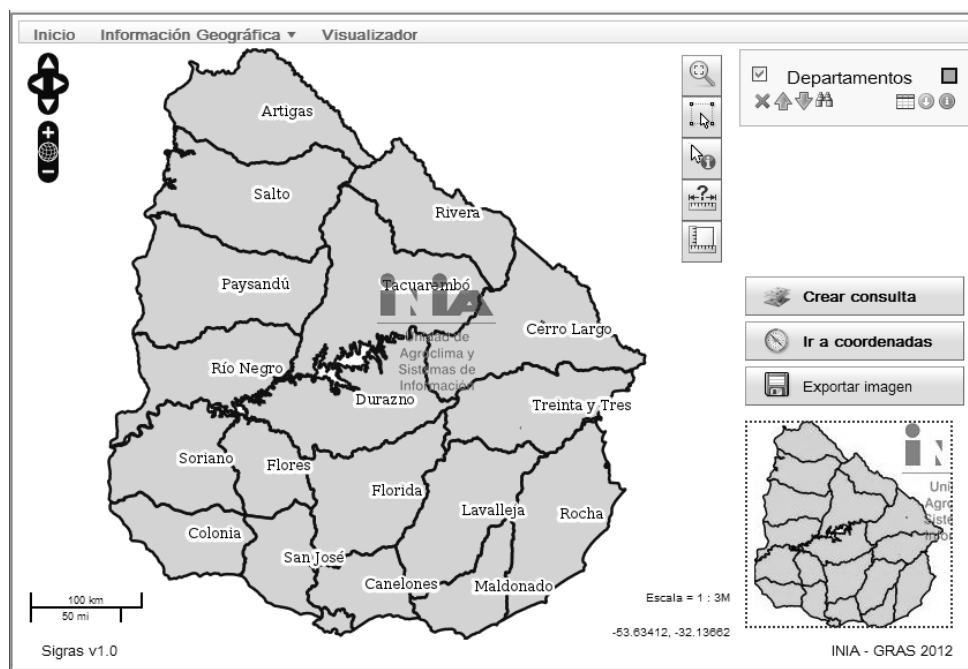 Inicio Información Geográfica Visualizador
Departamentos
Artigas
Salto
Rivera
Paysandú
Tacuarembó
INIA
Unidad de
Agroclima y
Sistemas de
Información
Cerro Largo
Río Negro
Durazno
Treinta y Tres
Soriano
Flores
Florida
Lavalleja
Rocha
Colonia
San José
Canelones
Maldonado
Crear consulta
Ir a coordenadas
Exportar imagen
100 km
50 mi
Escala = 1 : 3M
-53.63412, -32.13662
Sigras v1.0
INIA - GRAS 2012